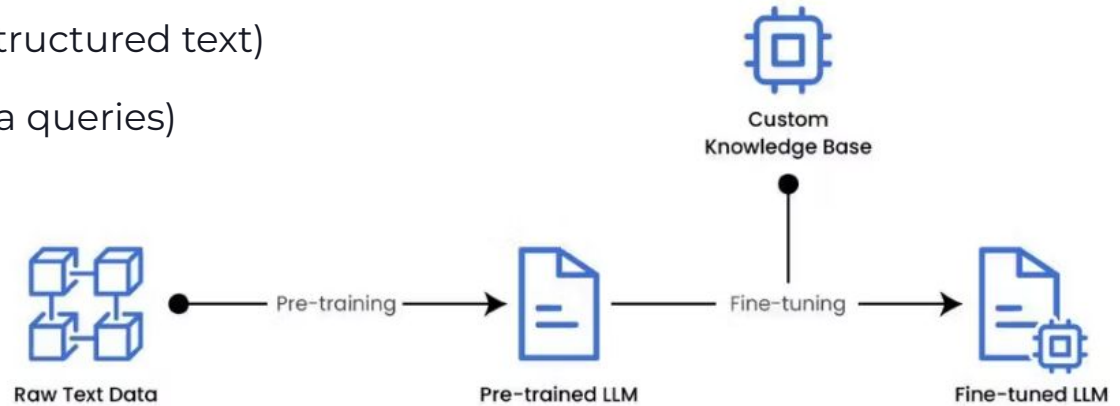 tructured text)
a queries)
Custom
Knowledge Base
Pre-training
Fine-tuning
Raw Text Data
Pre-trained LLM
Fine-tuned LLM